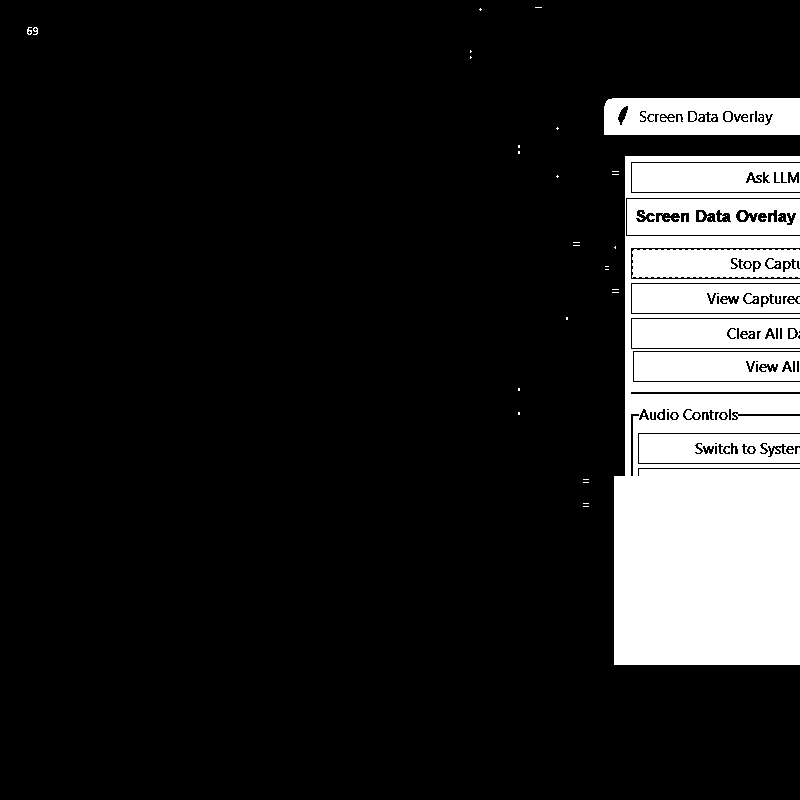 69
Screen Data Overlay
Ask LLM
Screen Data Overlay
Stop Captu
View Captured
Clear All Da
View All
Audio Controls
Switch to System